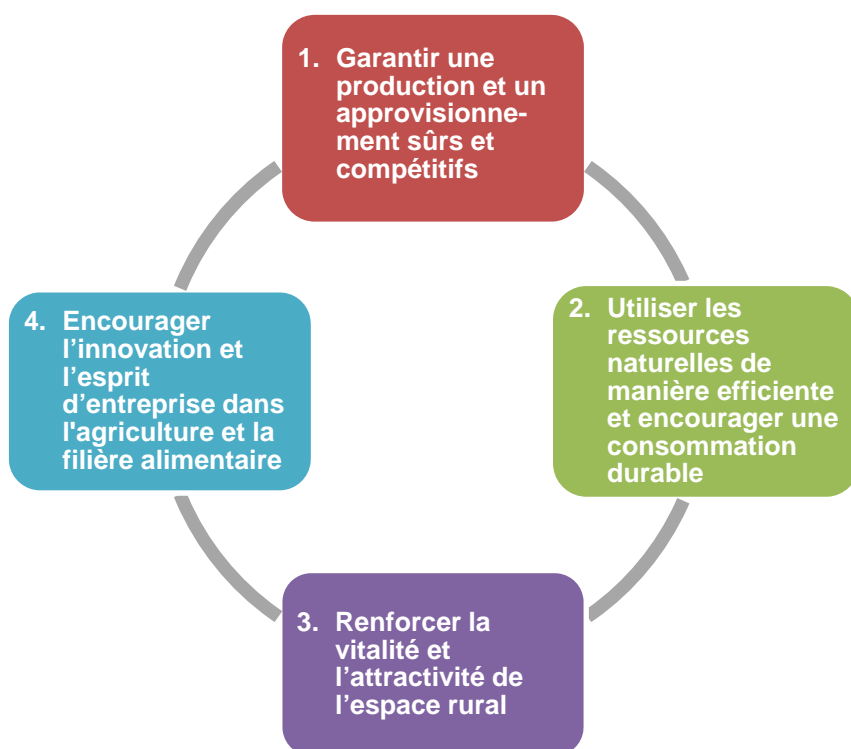 1. Garantir une
production et un
approvisionne-
ment sûrs et
compétitifs
2. Utiliser les
ressources
naturelles de
manière efficiente
et encourager une
consommation
durable
3. Renforcer la
vitalité et
l’attractivité de
l’espace rural
4. Encourager
l’innovation et
l’esprit
d’entreprise dans
l'agriculture et la
filière alimentaire